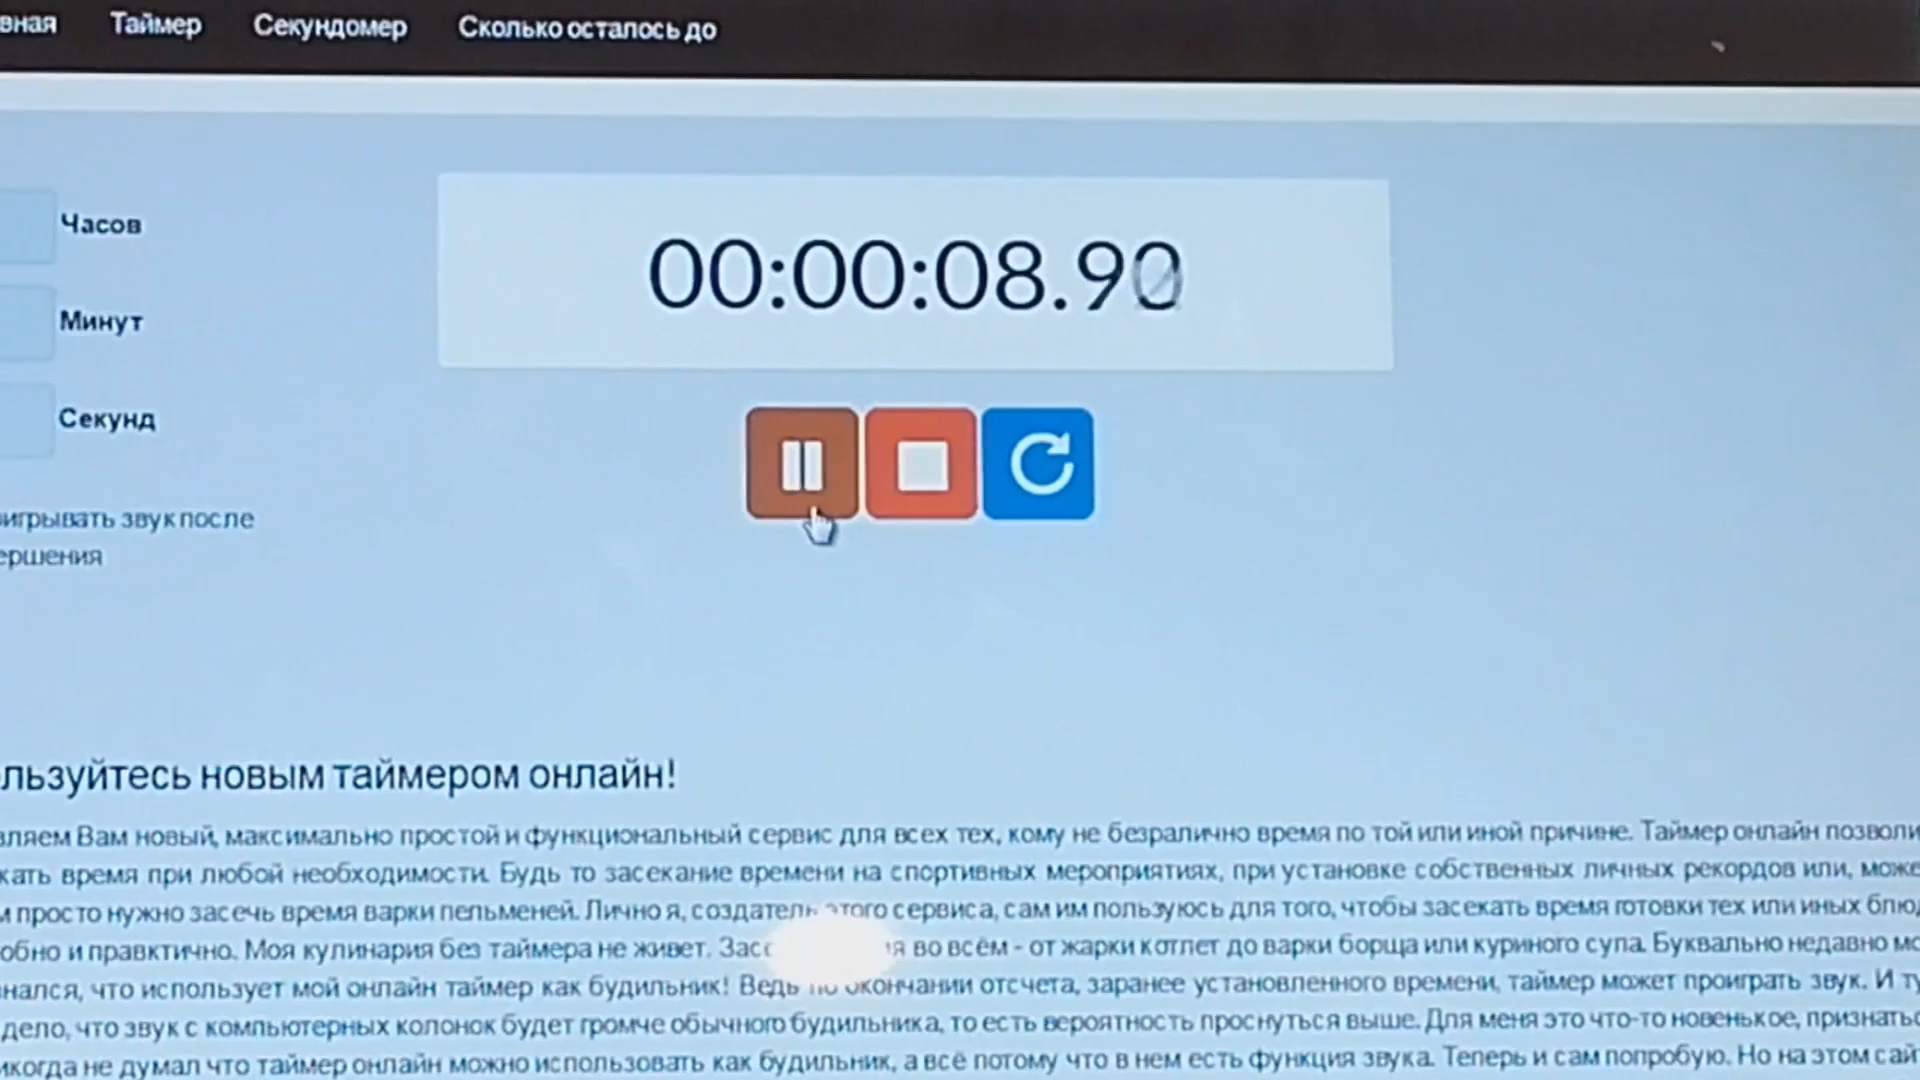 вная Таймер Секундомер Сколько осталось до
00:00:08.90
Часов
Минут
Секунд
игрывать звук после
ершения
льзуйтесь новым таймером онлайн!
вляем Вам новый, максимально простой и функциональный сервис для всех тех, кому не безралично время по той или иной причине. Таймер онлайн позволи
кать время при любой необходимости. Будь то засекание времени на спортивных мероприятиях, при установке собственных личных рекордов или, може
м просто нужно засечь время варки пельменей. Лично я, создатель этого сервиса, сам им пользуюсь для того, чтобы засекать время готовки тех или иных блю
обно и правктично. Моя кулинария без таймера не живет. во всём - от жарки котлет до варки борща или куриного супа. Буквально недавно мо
нался, что использует мой онлайн таймер как будильник! Ведь по окончании отсчета, заранее установленного времени, таймер может проиграть звук. И ту
дело, что звук с компьютерных колонок будет громче обычного будильника, то есть вероятность проснуться выше. Для меня это что-то новенькое, признатьс
икогда не думал что таймер онлайн можно использовать как будильник, а всё потому что в нем есть функция звука. Теперь и сам попробую. Но на этом сай